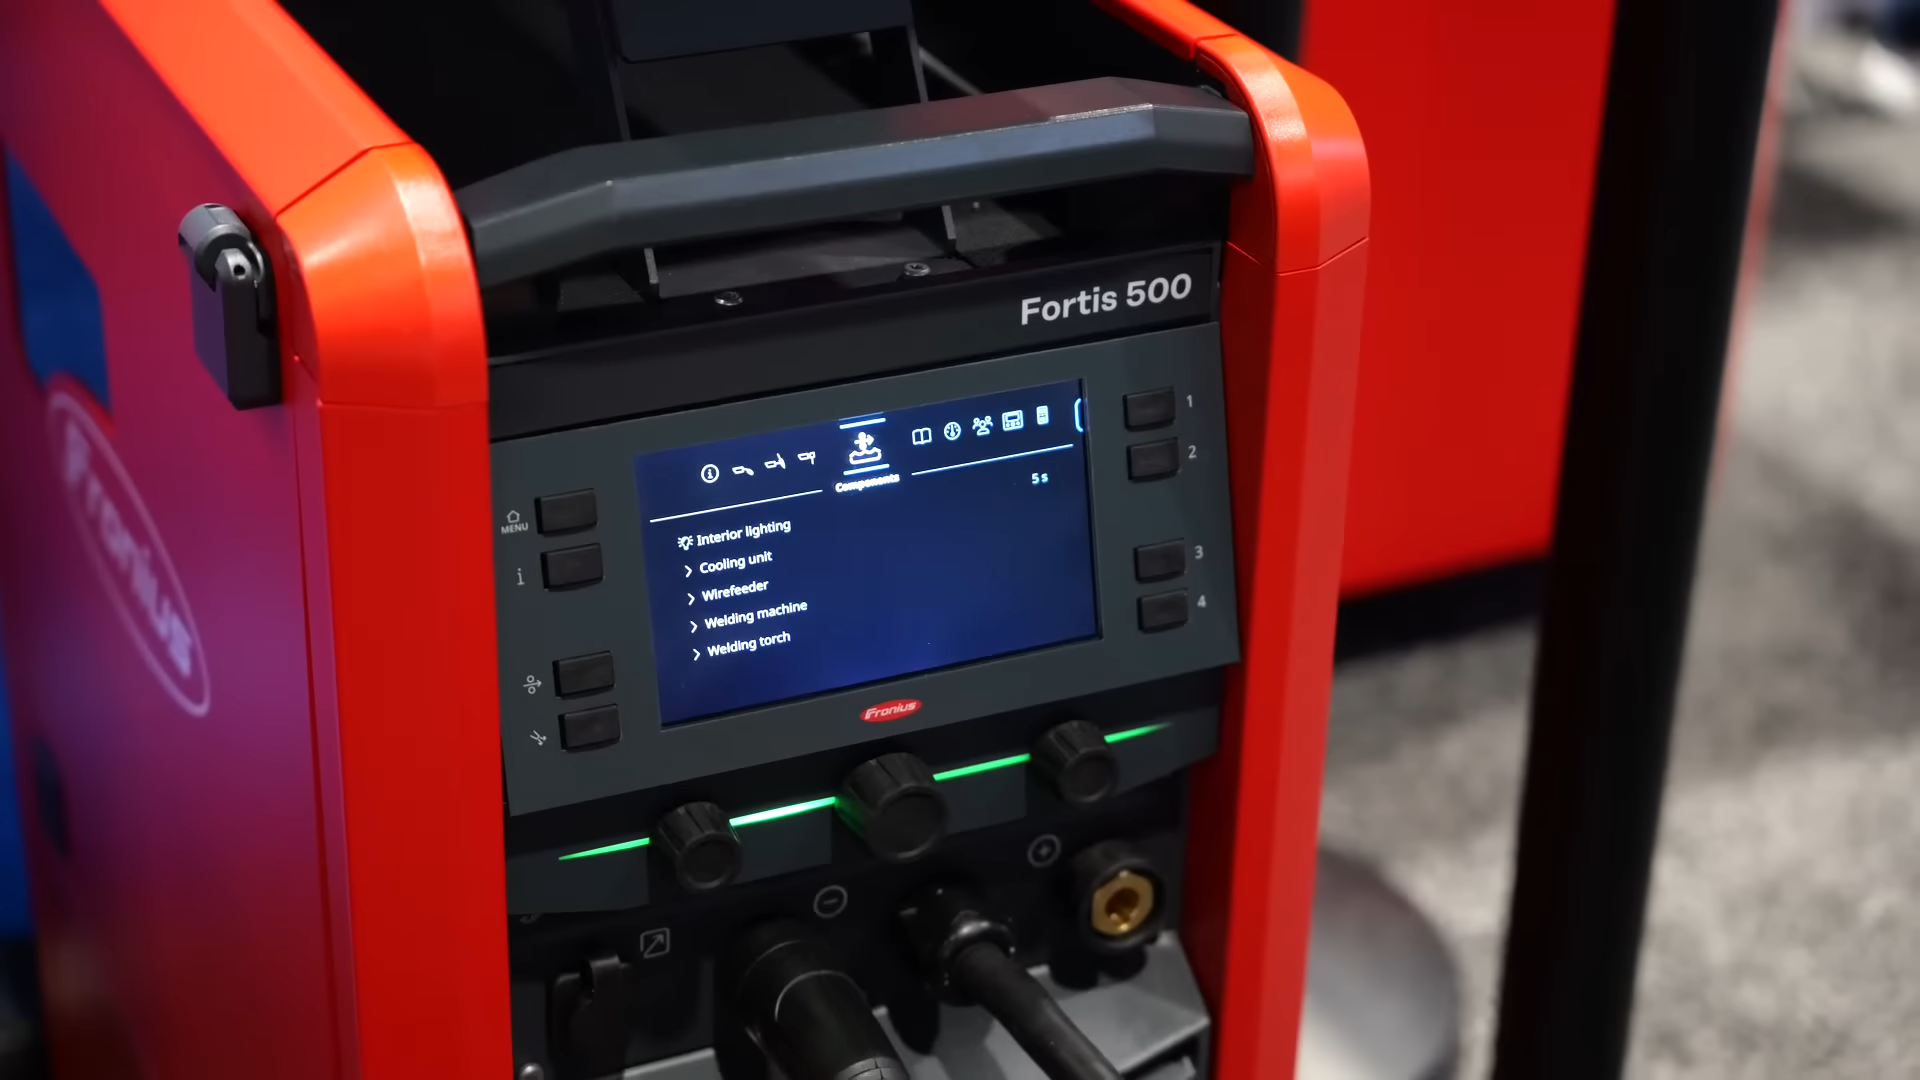 Fortis 500
Components
5 s
Interior lighting
Cooling unit
Wirefeeder
Welding machine
Welding torch
MENU
i
1
2
3
4
Fronius
Fronius